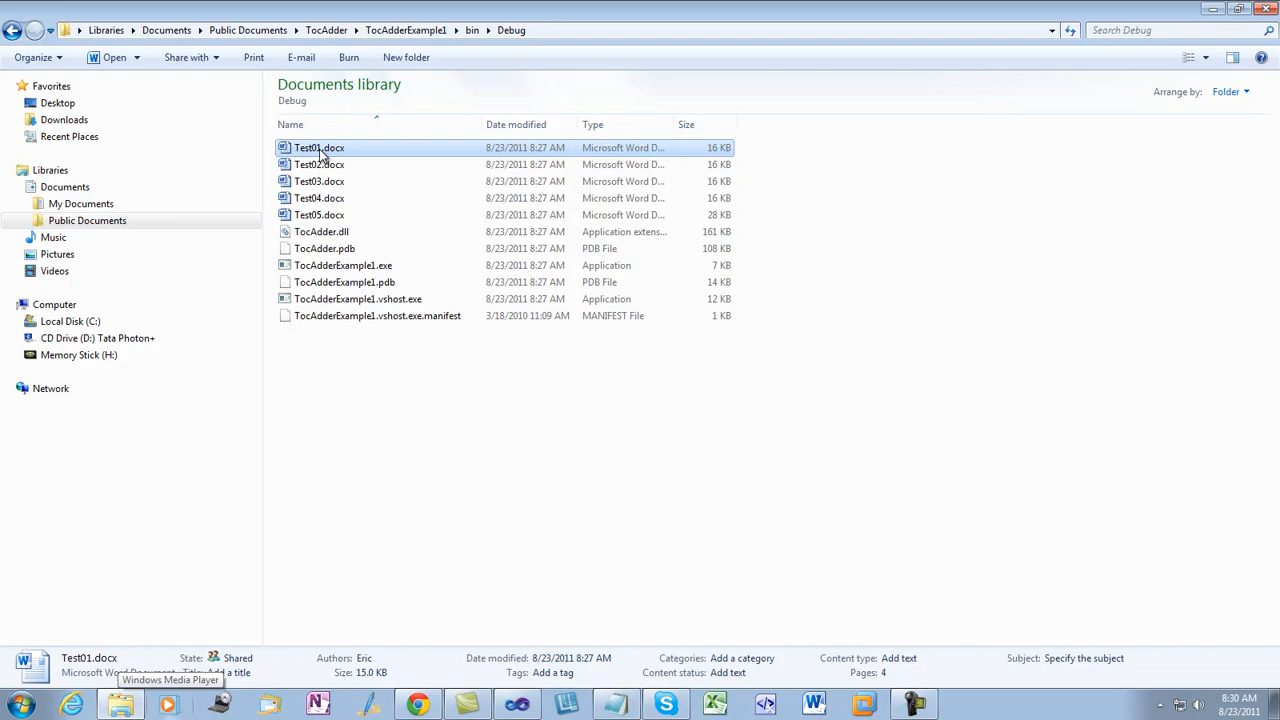 Libraries Documents Public Documents TocAdder TocAdderExample1 bin Debug Search Debug
Organize Open Share with Print E-mail Burn New folder
Favorites
Desktop
Downloads
Recent Places
Libraries
Documents
My Documents
Public Documents
Music
Pictures
Videos
Computer
Local Disk (C:)
CD Drive (D:) Tata Photon+
Memory Stick (H:)
Network
Documents library
Debug
Arrange by: Folder
Name Date modified Type Size
Test01.docx 8/23/2011 8:27 AM Microsoft Word D... 16 KB
Test02.docx 8/23/2011 8:27 AM Microsoft Word D... 16 KB
Test03.docx 8/23/2011 8:27 AM Microsoft Word D... 16 KB
Test04.docx 8/23/2011 8:27 AM Microsoft Word D... 16 KB
Test05.docx 8/23/2011 8:27 AM Microsoft Word D... 28 KB
TocAdder.dll 8/23/2011 8:27 AM Application extens... 161 KB
TocAdder.pdb 8/23/2011 8:27 AM PDB File 108 KB
TocAdderExample1.exe 8/23/2011 8:27 AM Application 7 KB
TocAdderExample1.pdb 8/23/2011 8:27 AM PDB File 14 KB
TocAdderExample1.vshost.exe 8/23/2011 8:27 AM Application 12 KB
TocAdderExample1.vshost.exe.manifest 3/18/2010 11:09 AM MANIFEST File 1 KB
Test01.docx State: Shared Authors: Eric Date modified: 8/23/2011 8:27 AM Categories: Add a category Content type: Add text Subject: Specify the subject
Microsoft Word Document Title: Add a title Size: 15.0 KB Tags: Add a tag Content status: Add text Pages: 4
Windows Media Player
8:30 AM
8/23/2011